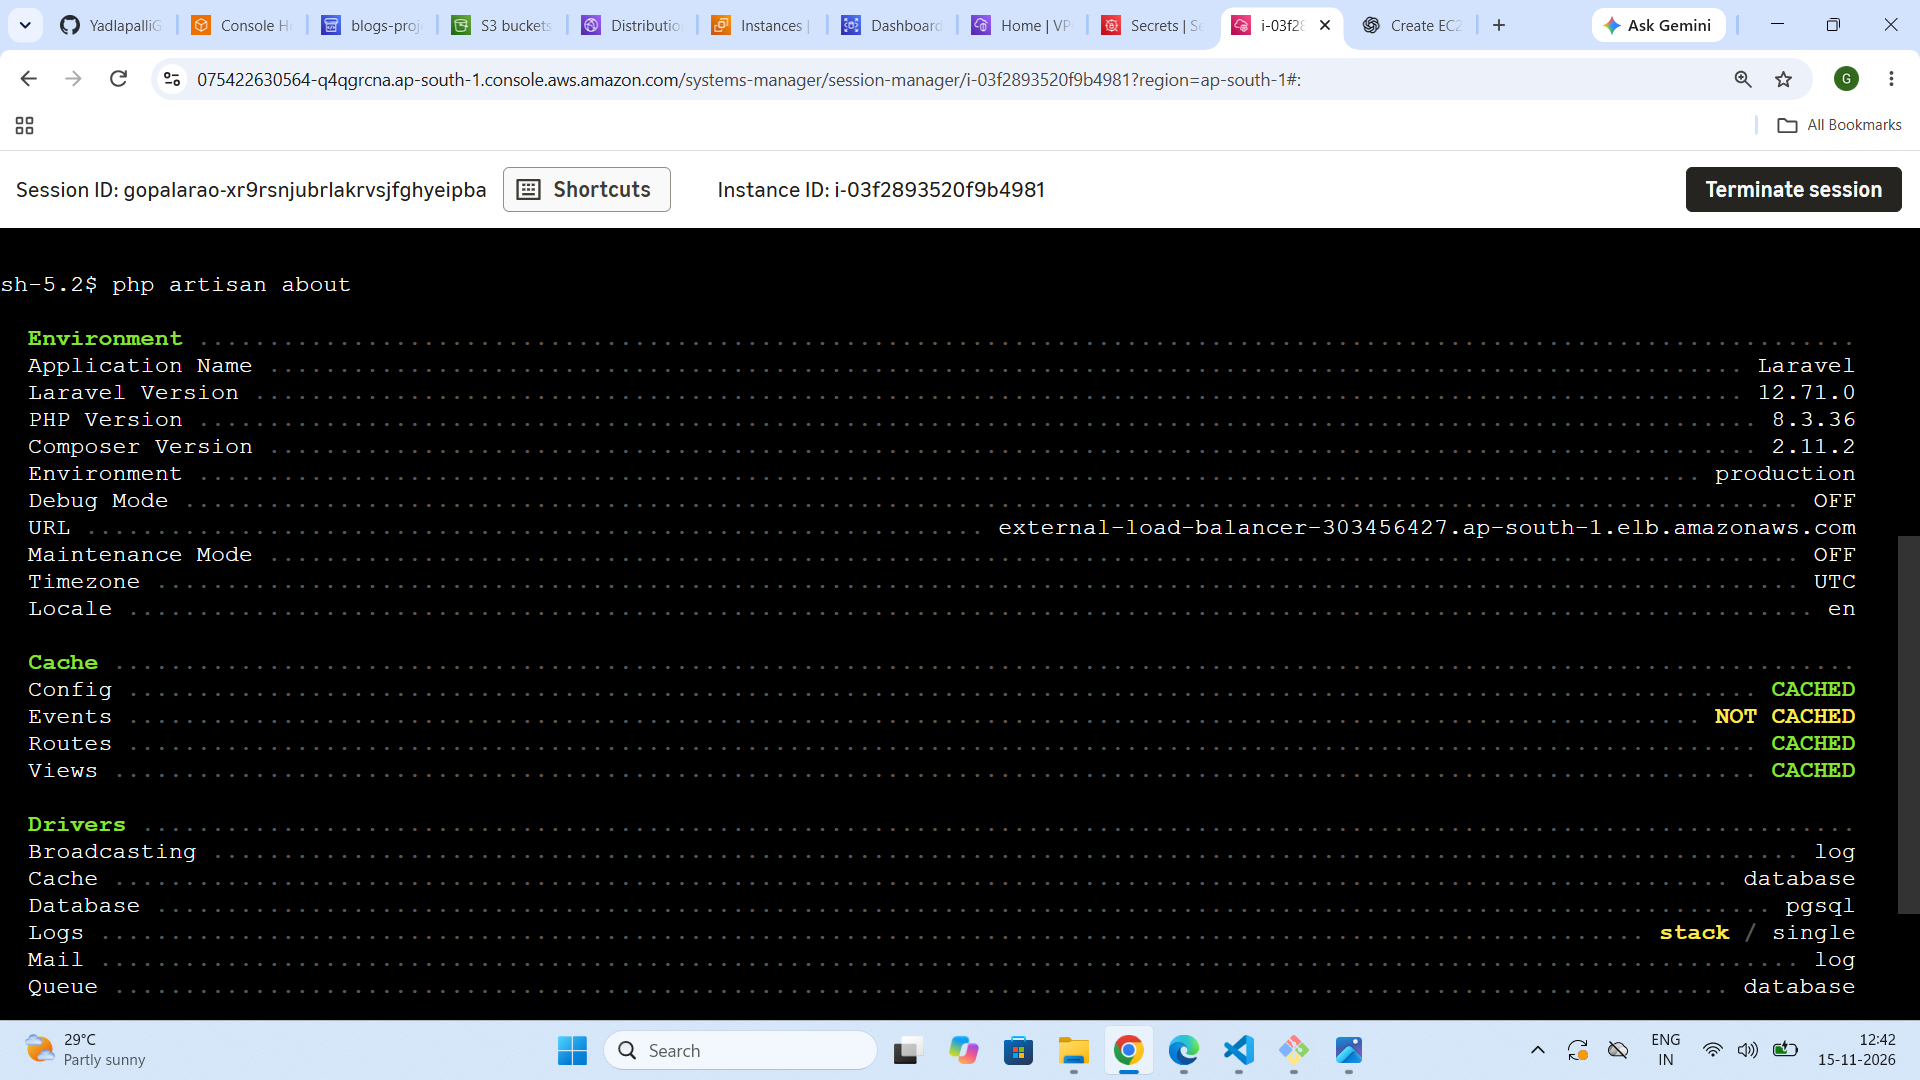 YadlapalliG
Console Ho
blogs-proje
S3 buckets
Distributio
Instances |
Dashboard
Home | VP
Secrets | Se
i-03f28
Create EC2
Ask Gemini
075422630564-q4qgrcna.ap-south-1.console.aws.amazon.com/systems-manager/session-manager/i-03f2893520f9b4981?region=ap-south-1#:
G
All Bookmarks
Session ID: gopalarao-xr9rsnjubrlakrvsjfghyeipba
Shortcuts
Instance ID: i-03f2893520f9b4981
Terminate session
sh-5.2$ php artisan about
Environment
Application Name Laravel
Laravel Version 12.71.0
PHP Version 8.3.36
Composer Version 2.11.2
Environment production
Debug Mode OFF
URL external-load-balancer-303456427.ap-south-1.elb.amazonaws.com
Maintenance Mode OFF
Timezone UTC
Locale en
Cache
Config CACHED
Events NOT CACHED
Routes CACHED
Views CACHED
Drivers
Broadcasting log
Cache database
Database pgsql
Logs stack / single
Mail log
Queue database
29°C
Partly sunny
Search
ENG
IN
12:42
15-11-2026